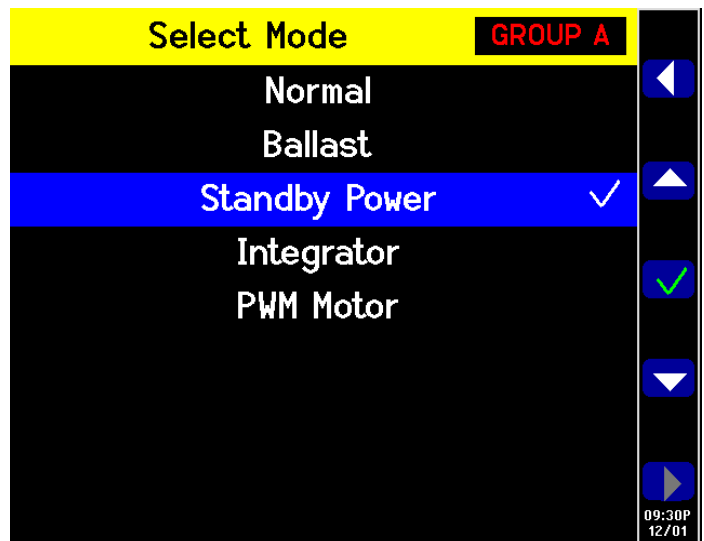 Select Mode GROUP A
Normal
Ballast
Standby Power
Integrator
PWM Motor
09:30P
12/01